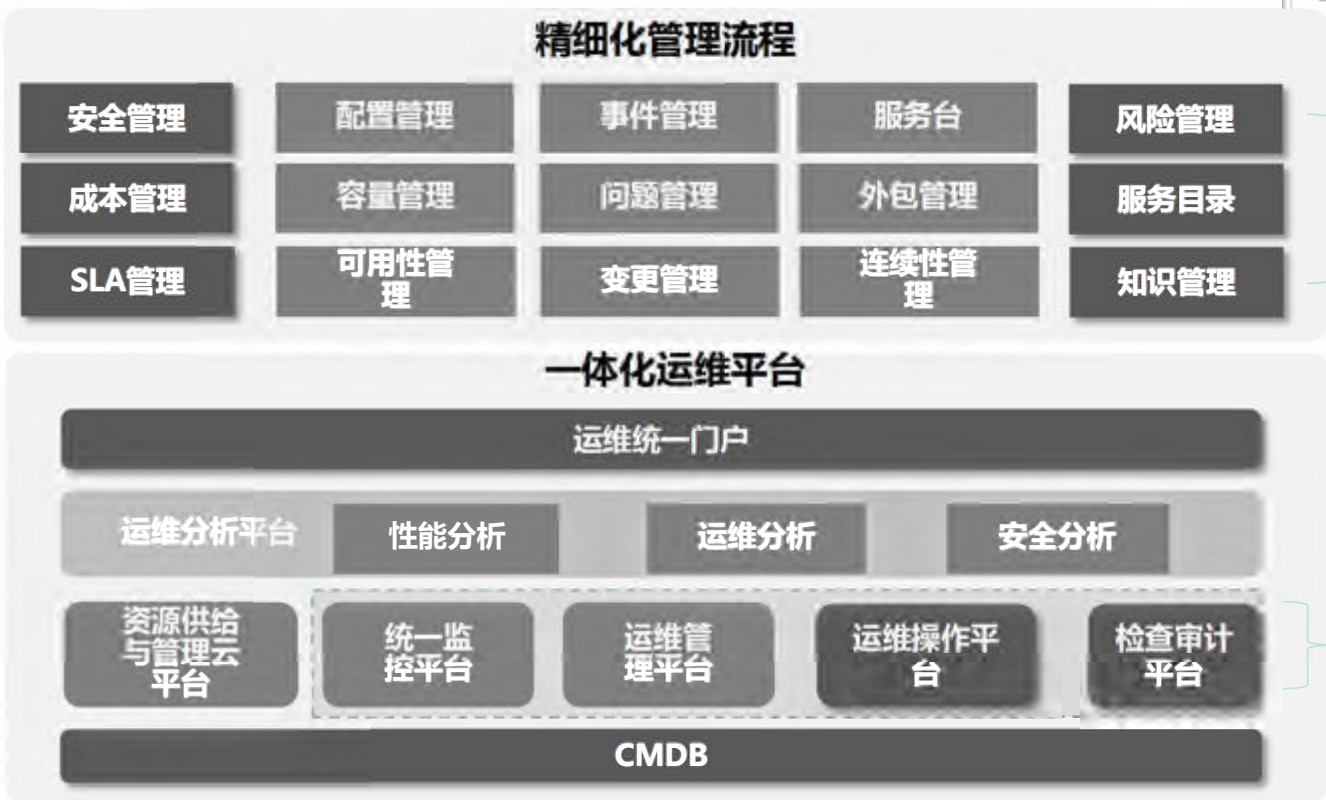 精细化管理流程
安全管理
配置管理
事件管理
服务台
风险管理
成本管理
容量管理
问题管理
外包管理
服务目录
SLA管理
可用性管
理
变更管理
连续性管
理
知识管理
一体化运维平台
运维统一门户
运维分析平台
性能分析
运维分析
安全分析
资源供给
与管理云
平台
统一监
控平台
运维管
理平台
运维操作平
台
检查审计
平台
CMDB